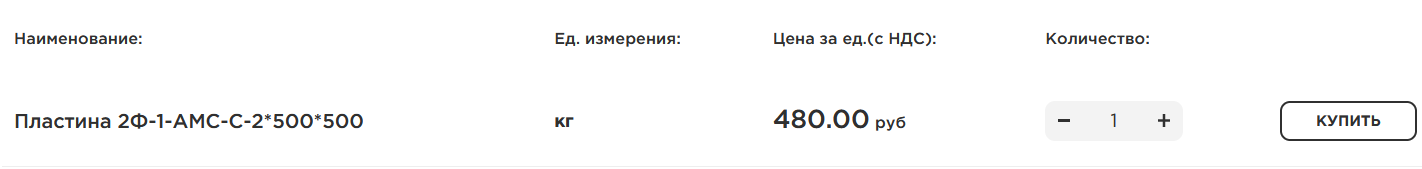 Наименование: Ед. измерения: Цена за ед.(с НДС): Количество:
Пластина 2Ф-1-АМС-С-2*500*500 кг 480.00 руб − 1 + КУПИТЬ